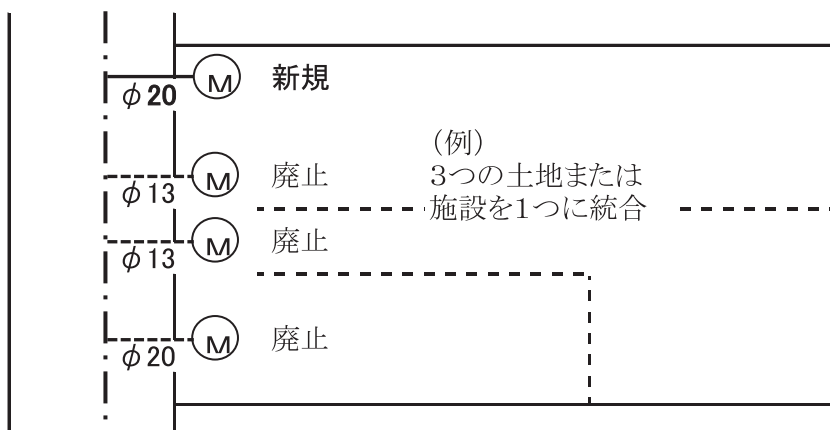 M 新規
φ20
(例)
M 廃止 3つの土地または
φ13
施設を1つに統合
M 廃止
φ13
M 廃止
φ20